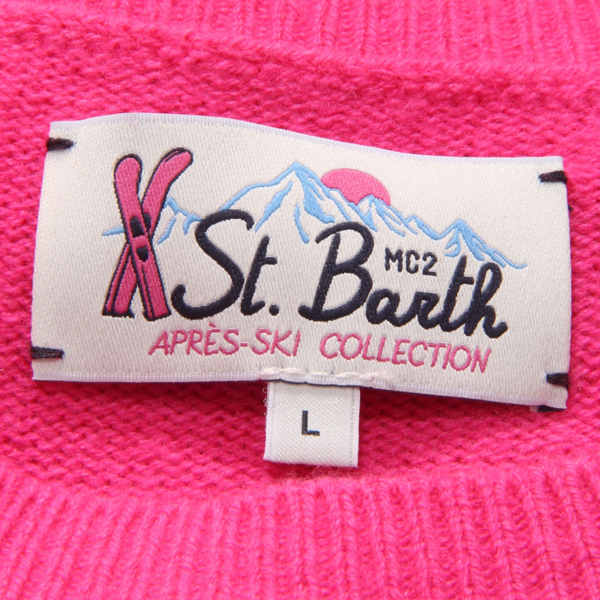 MC2
St. Barth
APRÈS-SKI COLLECTION
L